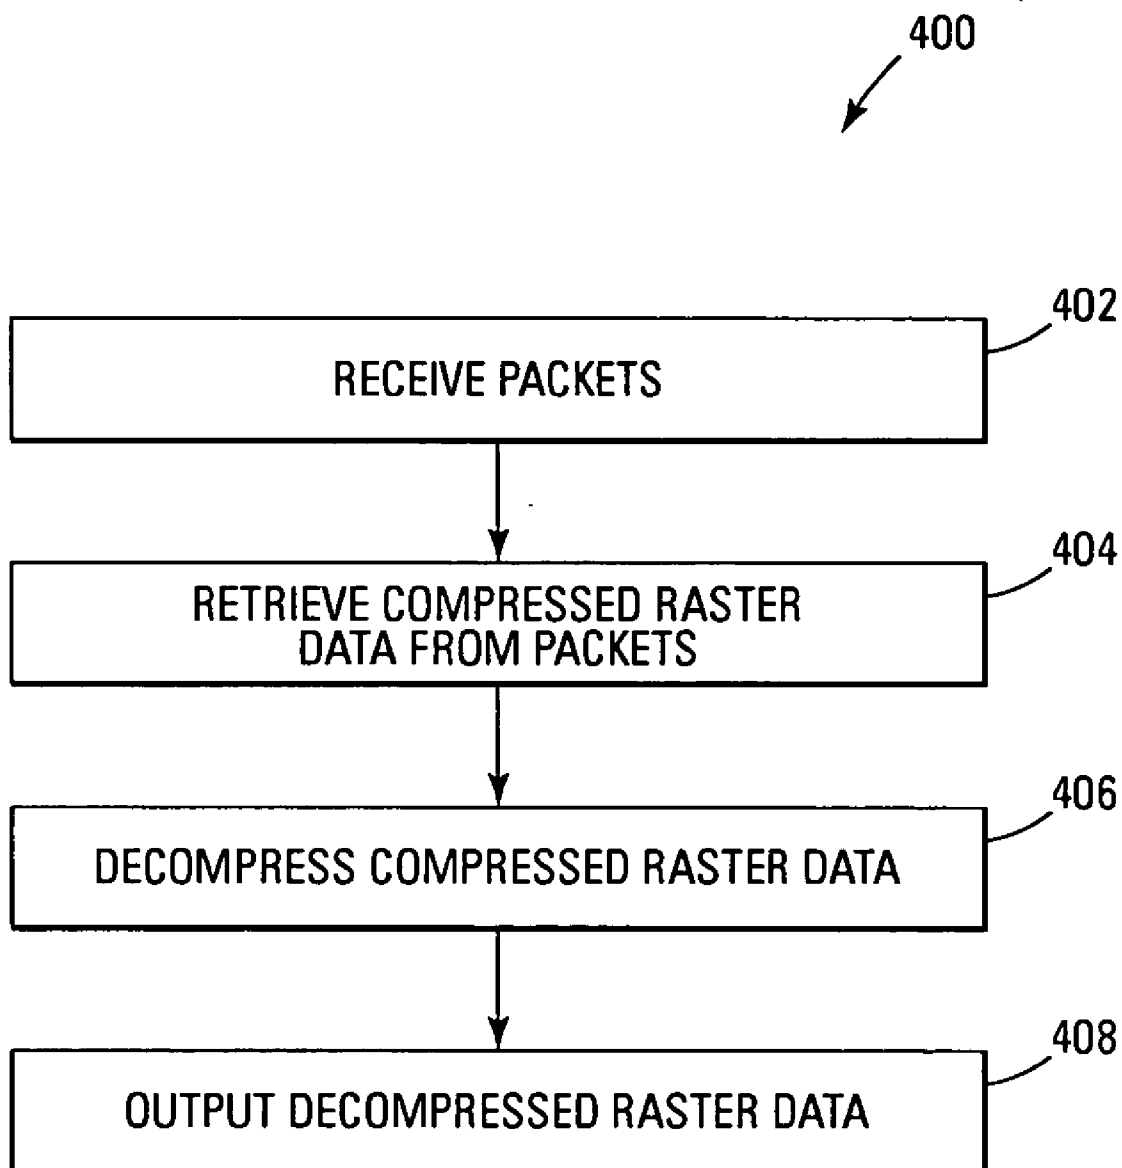 400
402
RECEIVE PACKETS
404
RETRIEVE COMPRESSED RASTER
DATA FROM PACKETS
406
DECOMPRESS COMPRESSED RASTER DATA
408
OUTPUT DECOMPRESSED RASTER DATA